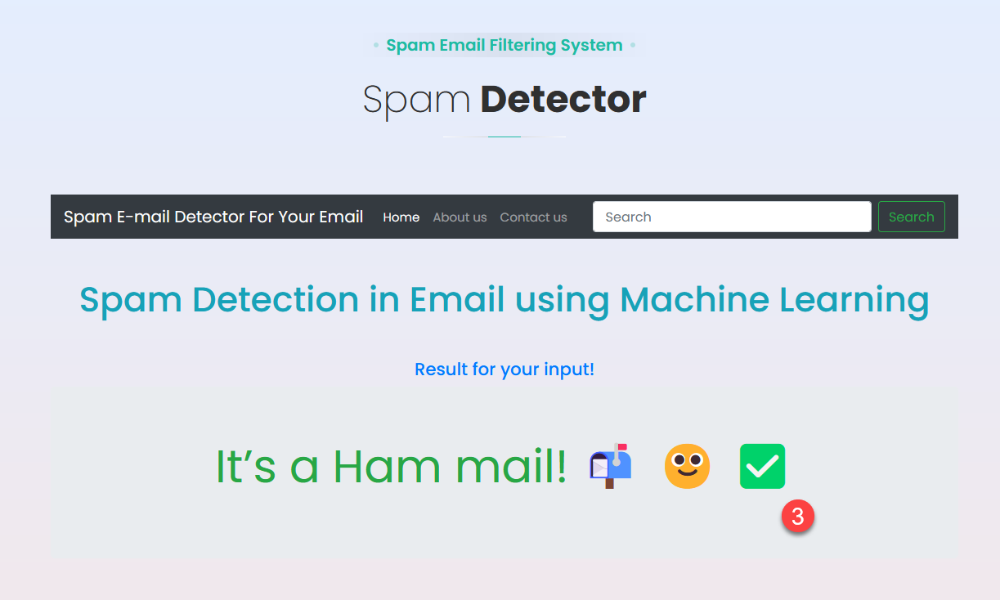 Spam Email Filtering System
Spam Detector
Spam E-mail Detector For Your Email Home About us Contact us Search Search
Spam Detection in Email using Machine Learning
Result for your input!
It’s a Ham mail!
3